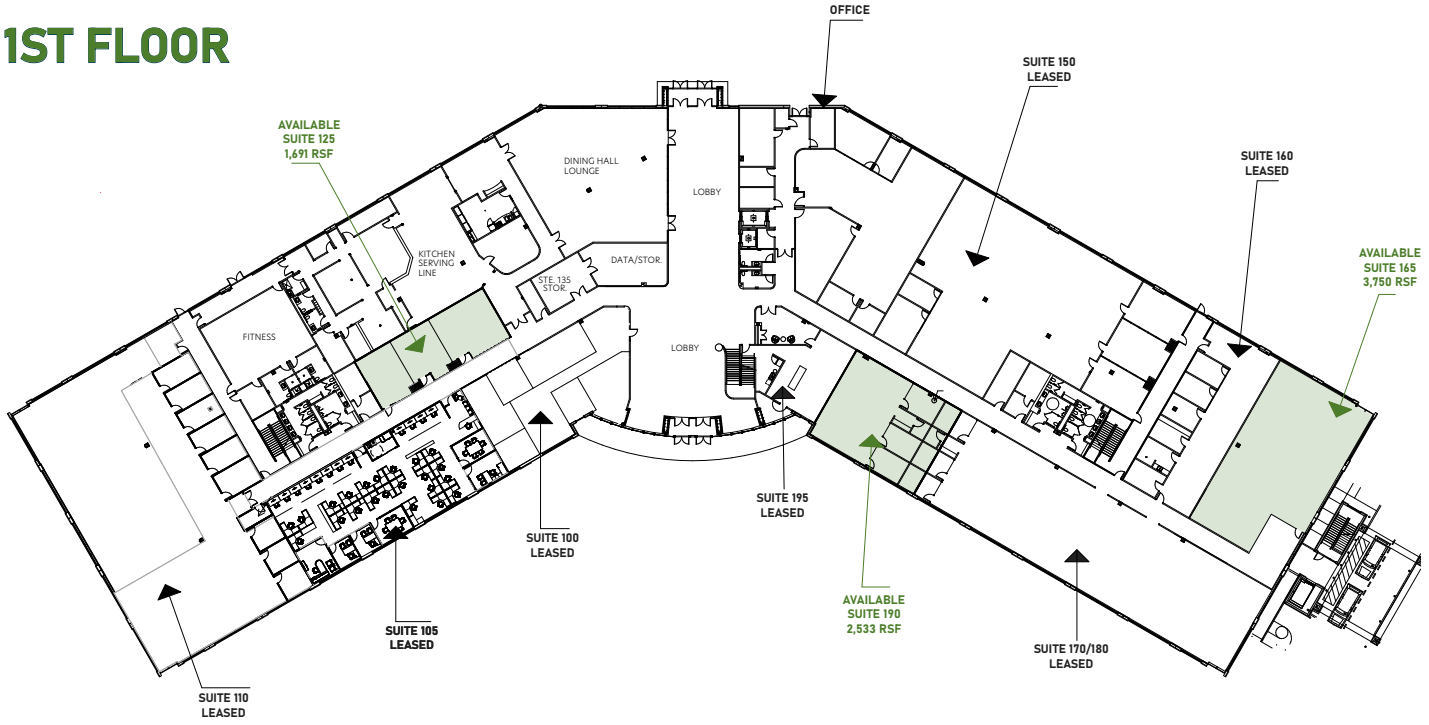 1ST FLOOR
OFFICE
SUITE 150
LEASED
AVAILABLE
SUITE 125
1,691 RSF
SUITE 160
LEASED
AVAILABLE
SUITE 165
3,750 RSF
DINING HALL
LOUNGE
LOBBY
KITCHEN
SERVING
LINE
DATA/STOR.
STE. 135
STOR.
FITNESS
LOBBY
SUITE 195
LEASED
SUITE 100
LEASED
AVAILABLE
SUITE 190
2,533 RSF
SUITE 105
LEASED
SUITE 170/180
LEASED
SUITE 110
LEASED